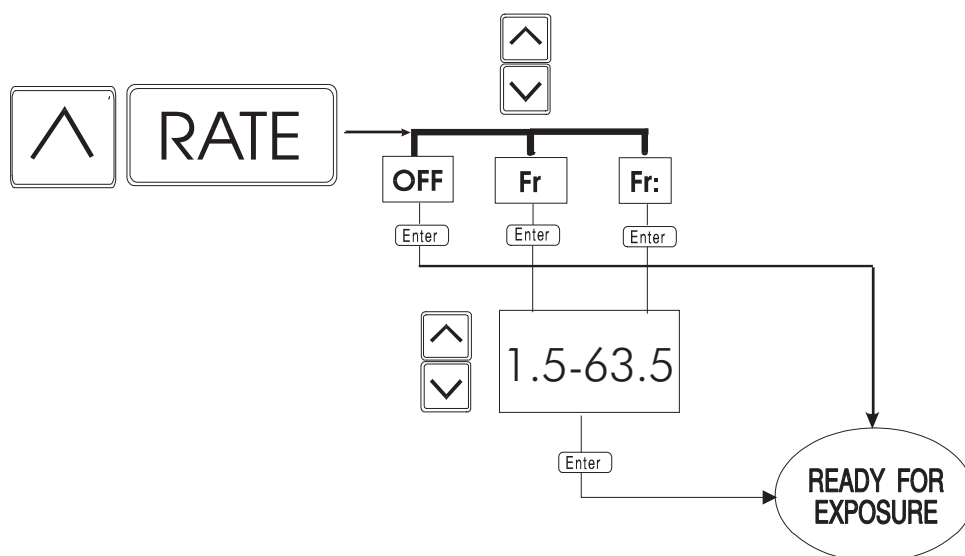 RATE
OFF Fr Fr:
Enter Enter Enter
1.5-63.5
Enter
READY FOR
EXPOSURE